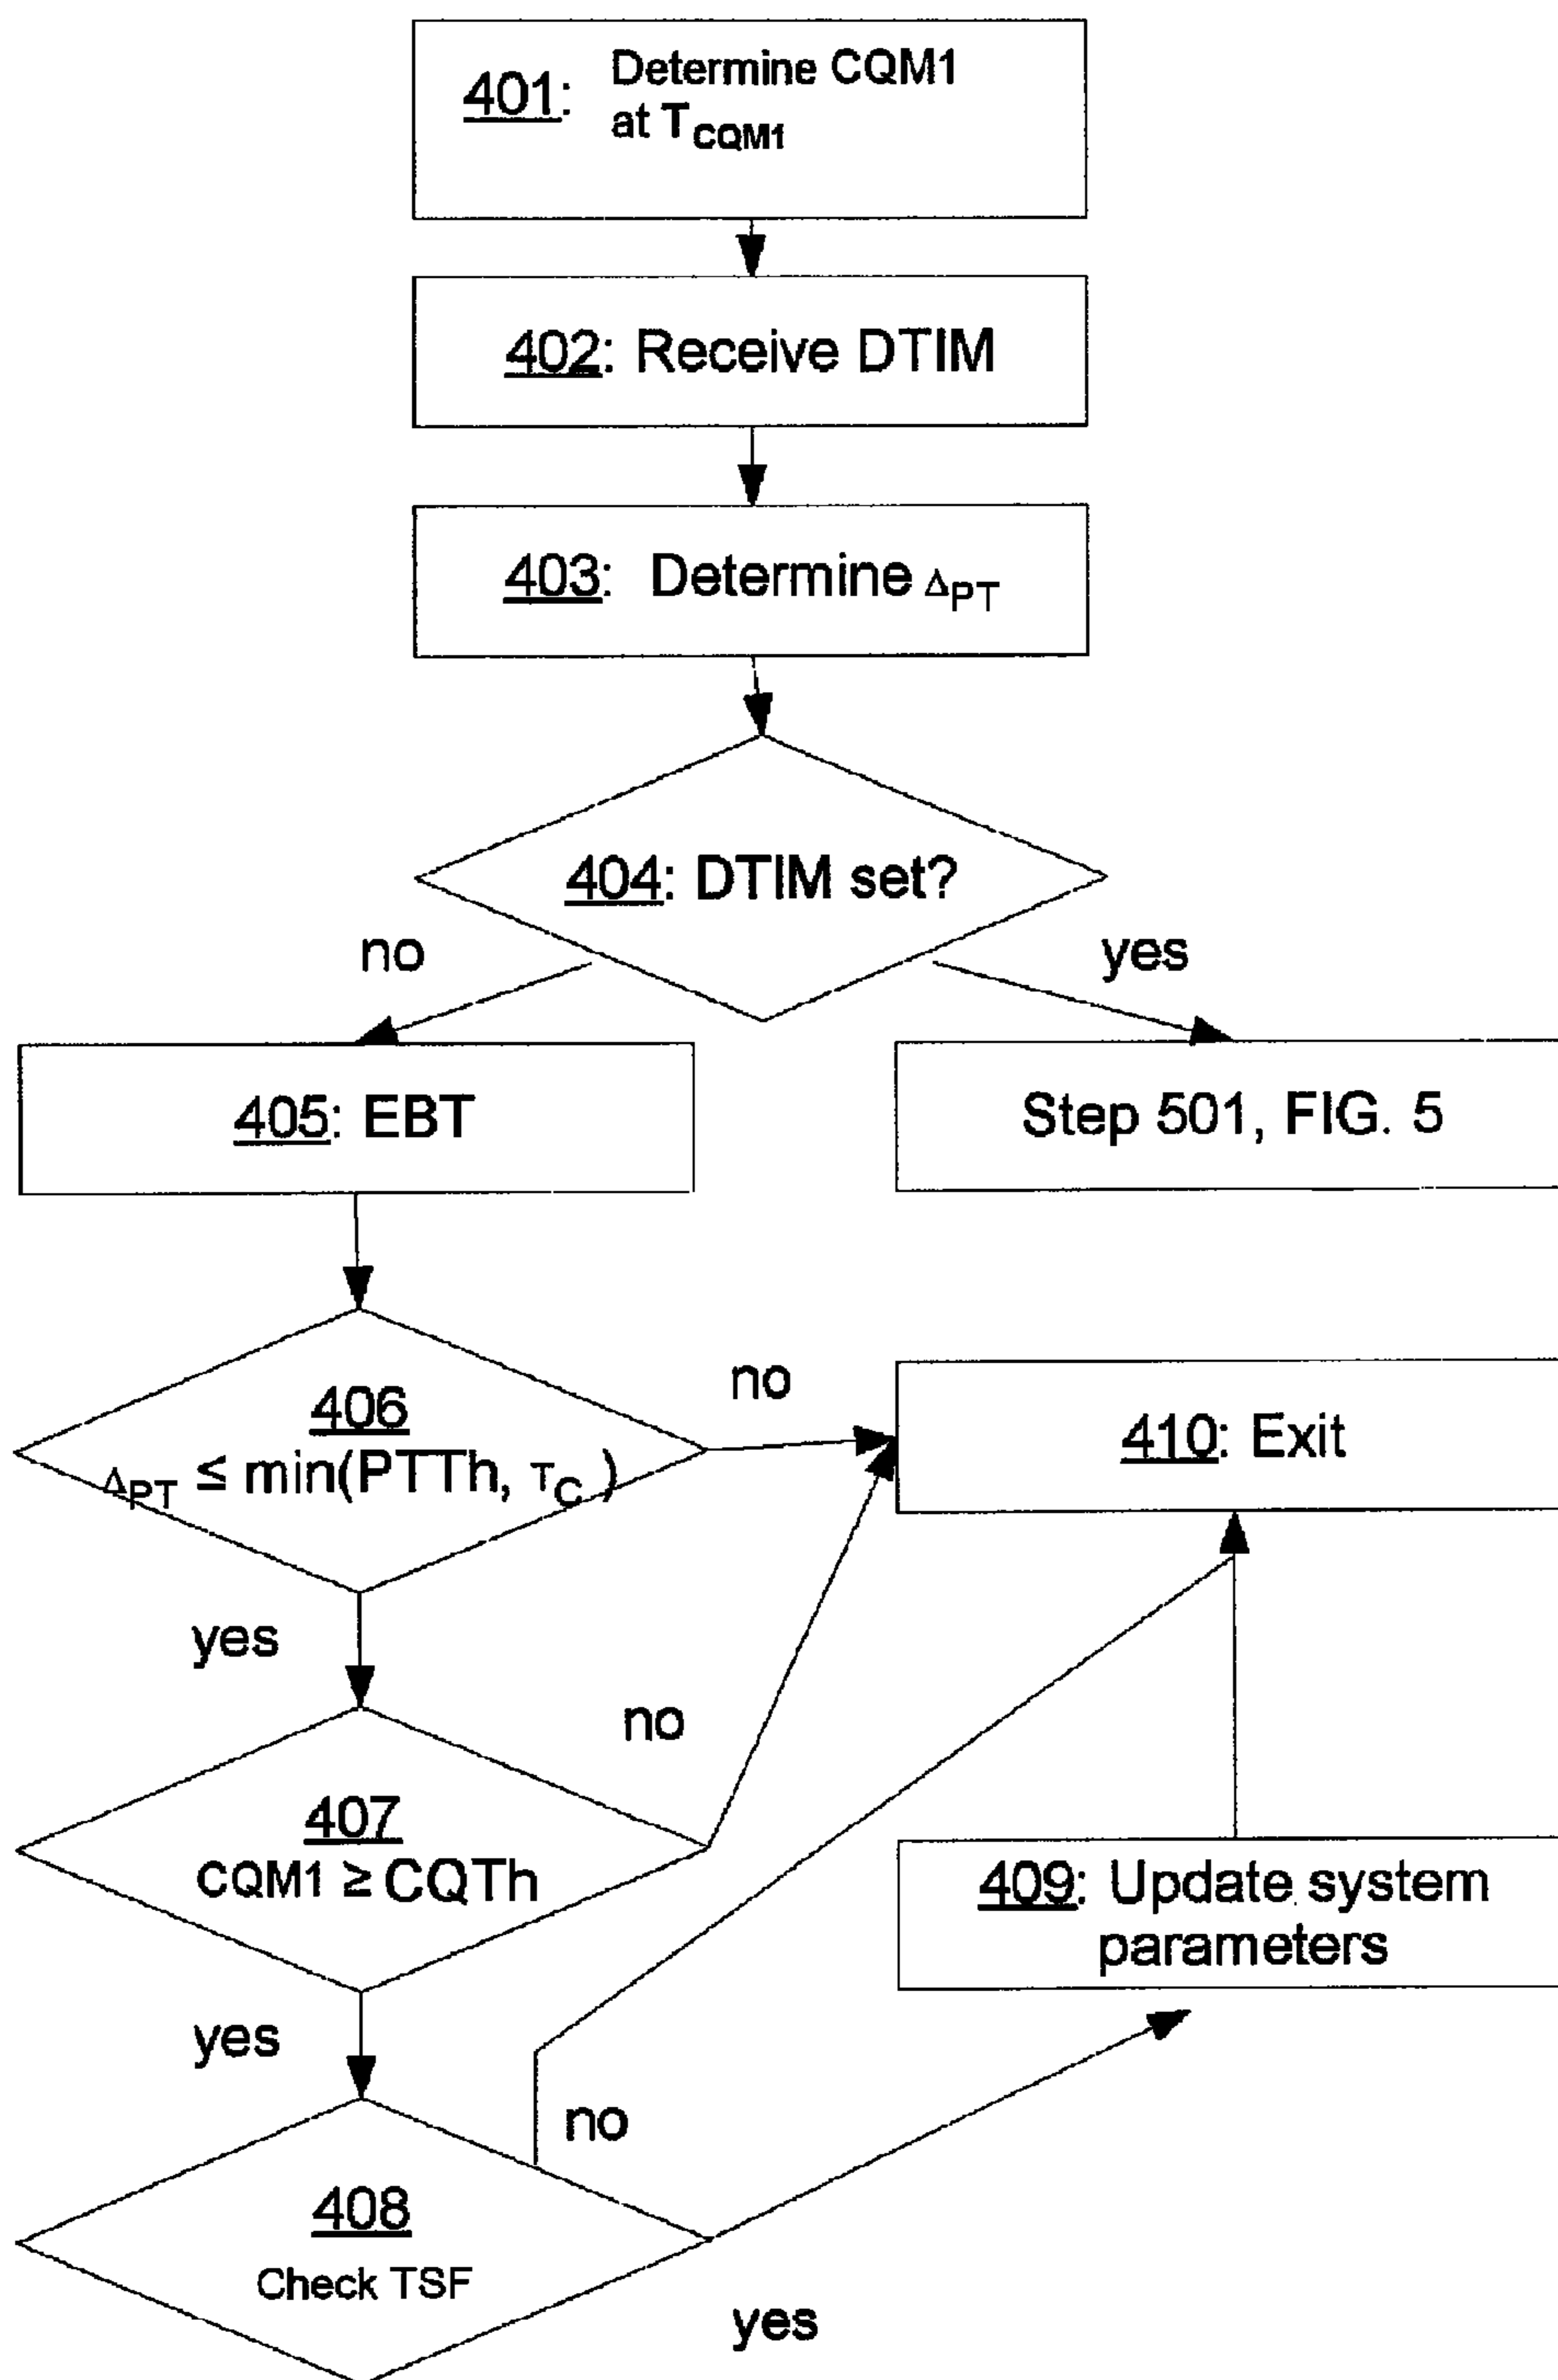 401: Determine CQM1
at TCQM1
402: Receive DTIM
403: Determine ΔPT
404: DTIM set?
no
yes
405: EBT
Step 501, FIG. 5
406
ΔPT ≤ min(PTTh, τC )
no
410: Exit
yes
407
CQM1 ≥ CQTh
no
409: Update system
parameters
yes
408
Check TSF
no
yes